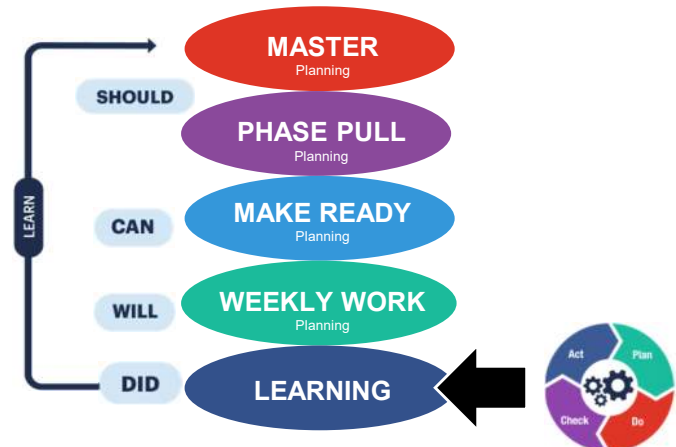 MASTER
Planning
SHOULD
PHASE PULL
Planning
LEARN
CAN
MAKE READY
Planning
WILL
WEEKLY WORK
Planning
DID
LEARNING
Act
Plan
Check
Do